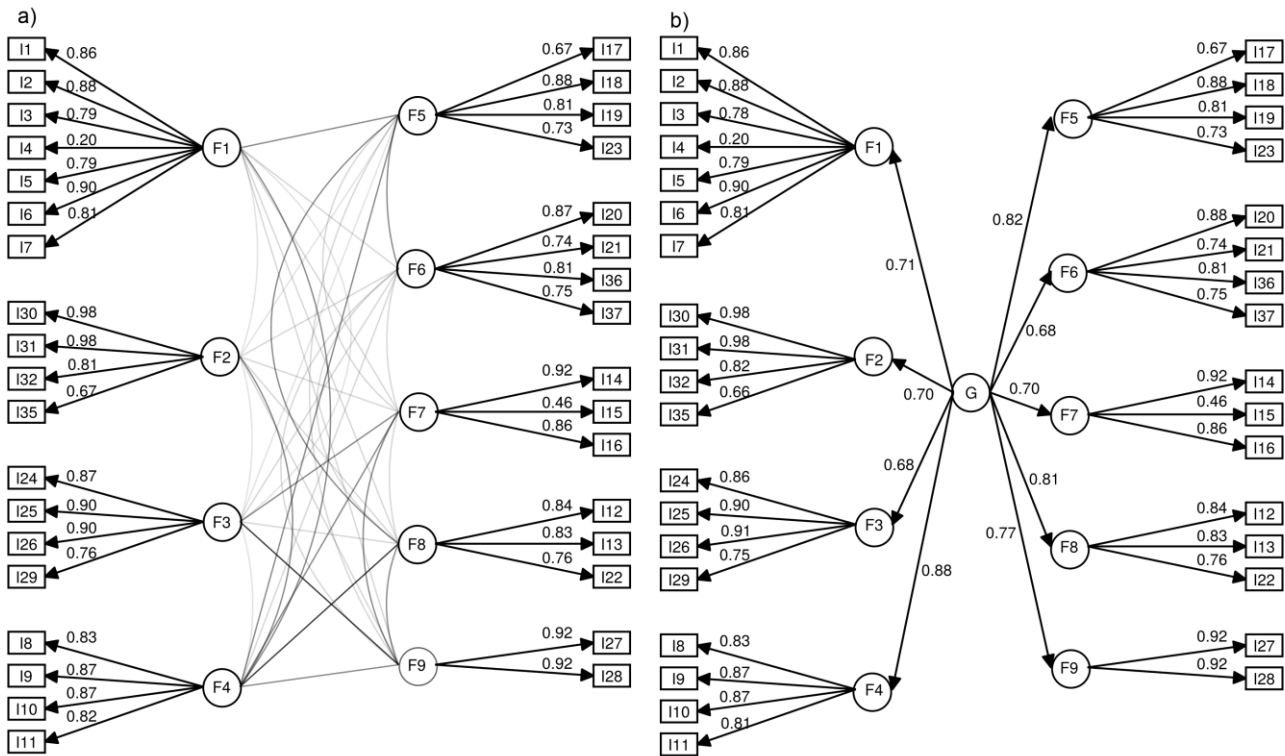 a)
I1 0.86
I2 0.88
I3 0.79
I4 0.20
I5 0.79
I6 0.90
I7 0.81
F1
I30 0.98
I31 0.98
I32 0.81
I35 0.67
F2
I24 0.87
I25 0.90
I26 0.90
I29 0.76
F3
I8 0.83
I9 0.87
I10 0.87
I11 0.82
F4
F5
0.67 I17
0.88 I18
0.81 I19
0.73 I23
F6
0.87 I20
0.74 I21
0.81 I36
0.75 I37
F7
0.92 I14
0.46 I15
0.86 I16
F8
0.84 I12
0.83 I13
0.76 I22
F9
0.92 I27
0.92 I28
b)
I1 0.86
I2 0.88
I3 0.78
I4 0.20
I5 0.79
I6 0.90
I7 0.81
F1
0.71
I30 0.98
I31 0.98
I32 0.82
I35 0.66
F2
0.70
I24 0.86
I25 0.90
I26 0.91
I29 0.75
F3
0.68
I8 0.83
I9 0.87
I10 0.87
I11 0.81
F4
0.88
G
0.82
F5
0.67 I17
0.88 I18
0.81 I19
0.73 I23
0.68
F6
0.88 I20
0.74 I21
0.81 I36
0.75 I37
0.70
F7
0.92 I14
0.46 I15
0.86 I16
0.81
F8
0.84 I12
0.83 I13
0.76 I22
0.77
F9
0.92 I27
0.92 I28